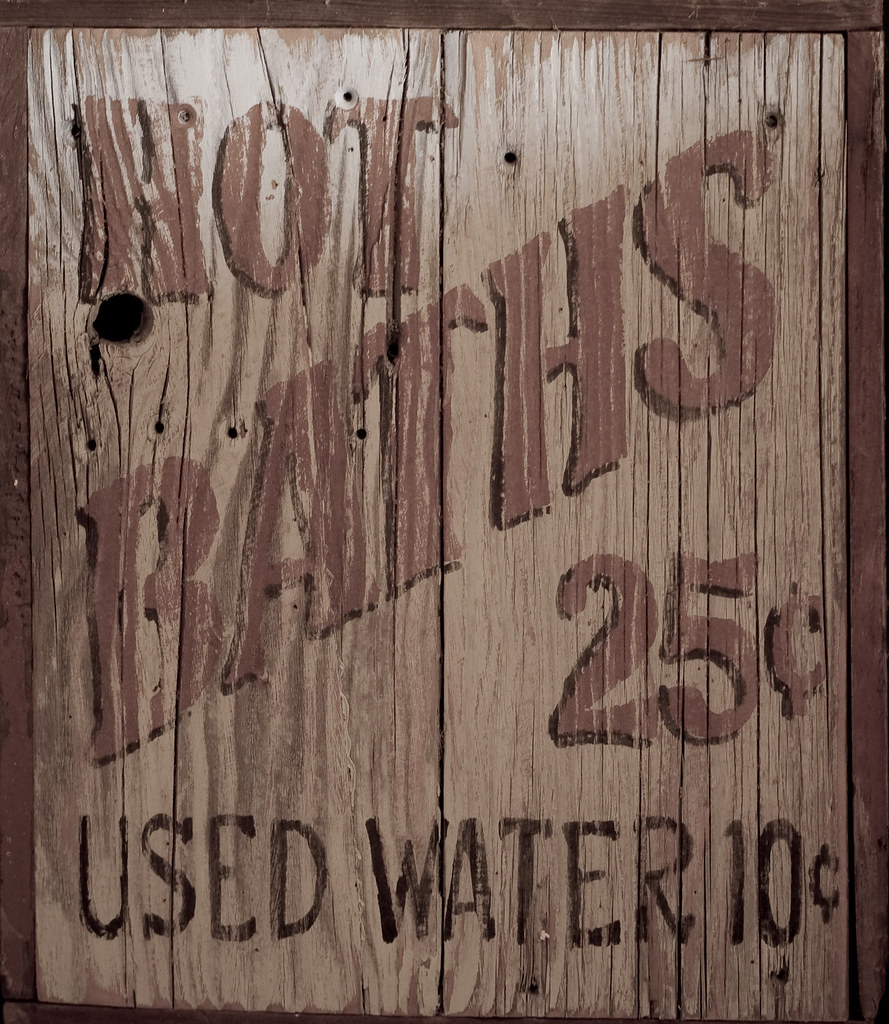 HOT
BATHS
25¢
USED WATER 10¢